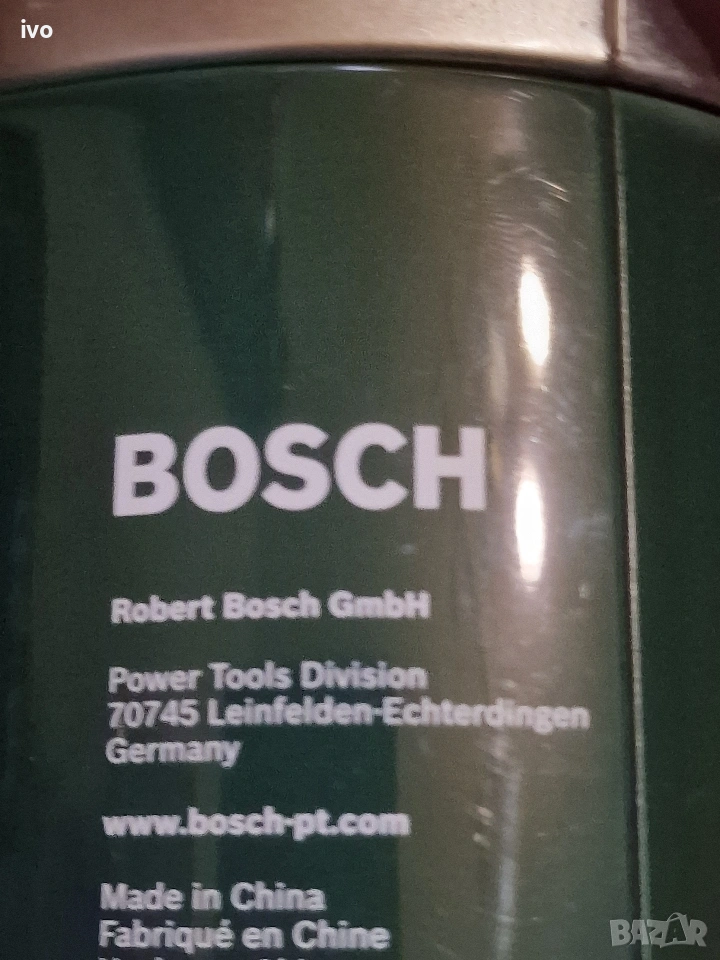 ivo
BOSCH
Robert Bosch GmbH
Power Tools Division
70745 Leinfelden-Echterdingen
Germany
www.bosch-pt.com
Made in China
Fabriqué en Chine
BAZAR